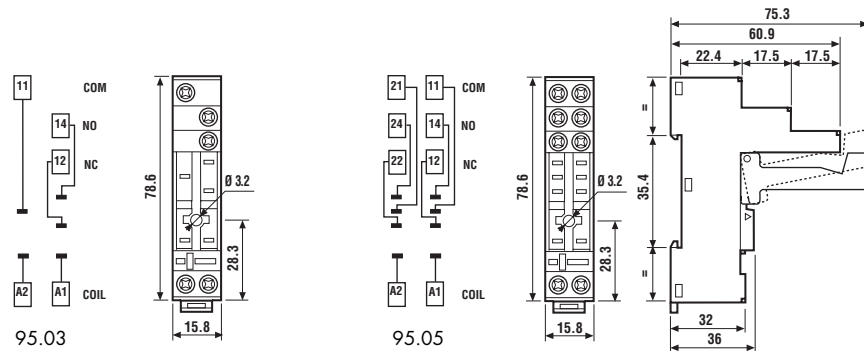 11 COM
14 NO
12 NC
A2 A1 COIL
95.03
78.6
Ø 3.2
28.3
15.8
21 11 COM
24 14 NO
22 12 NC
A2 A1 COIL
95.05
78.6
Ø 3.2
28.3
15.8
75.3
60.9
22.4 17.5 17.5
=
35.4
=
32
36